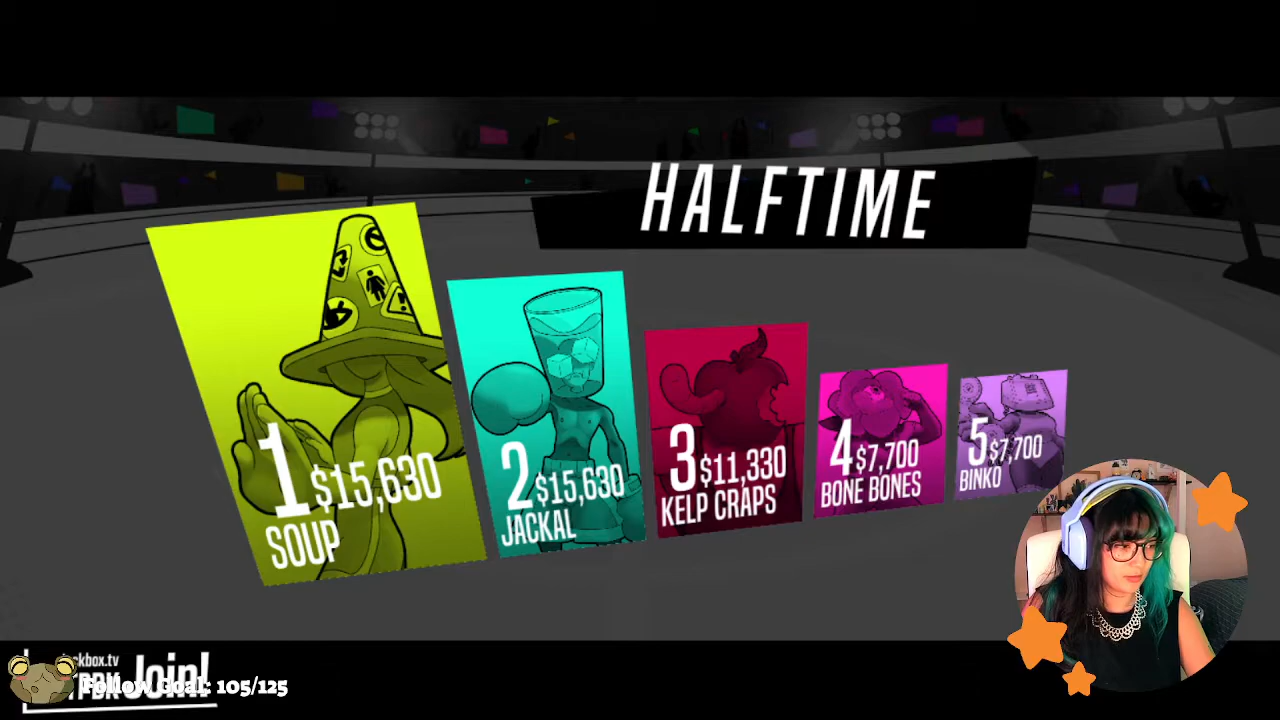 HALFTIME
1 $15,630
SOUP
2 $15,630
JACKAL
3 $11,330
KELP CRAPS
4 $7,700
BONE BONES
5 $7,700
BINKO
Join!
Follow Goal: 105/125